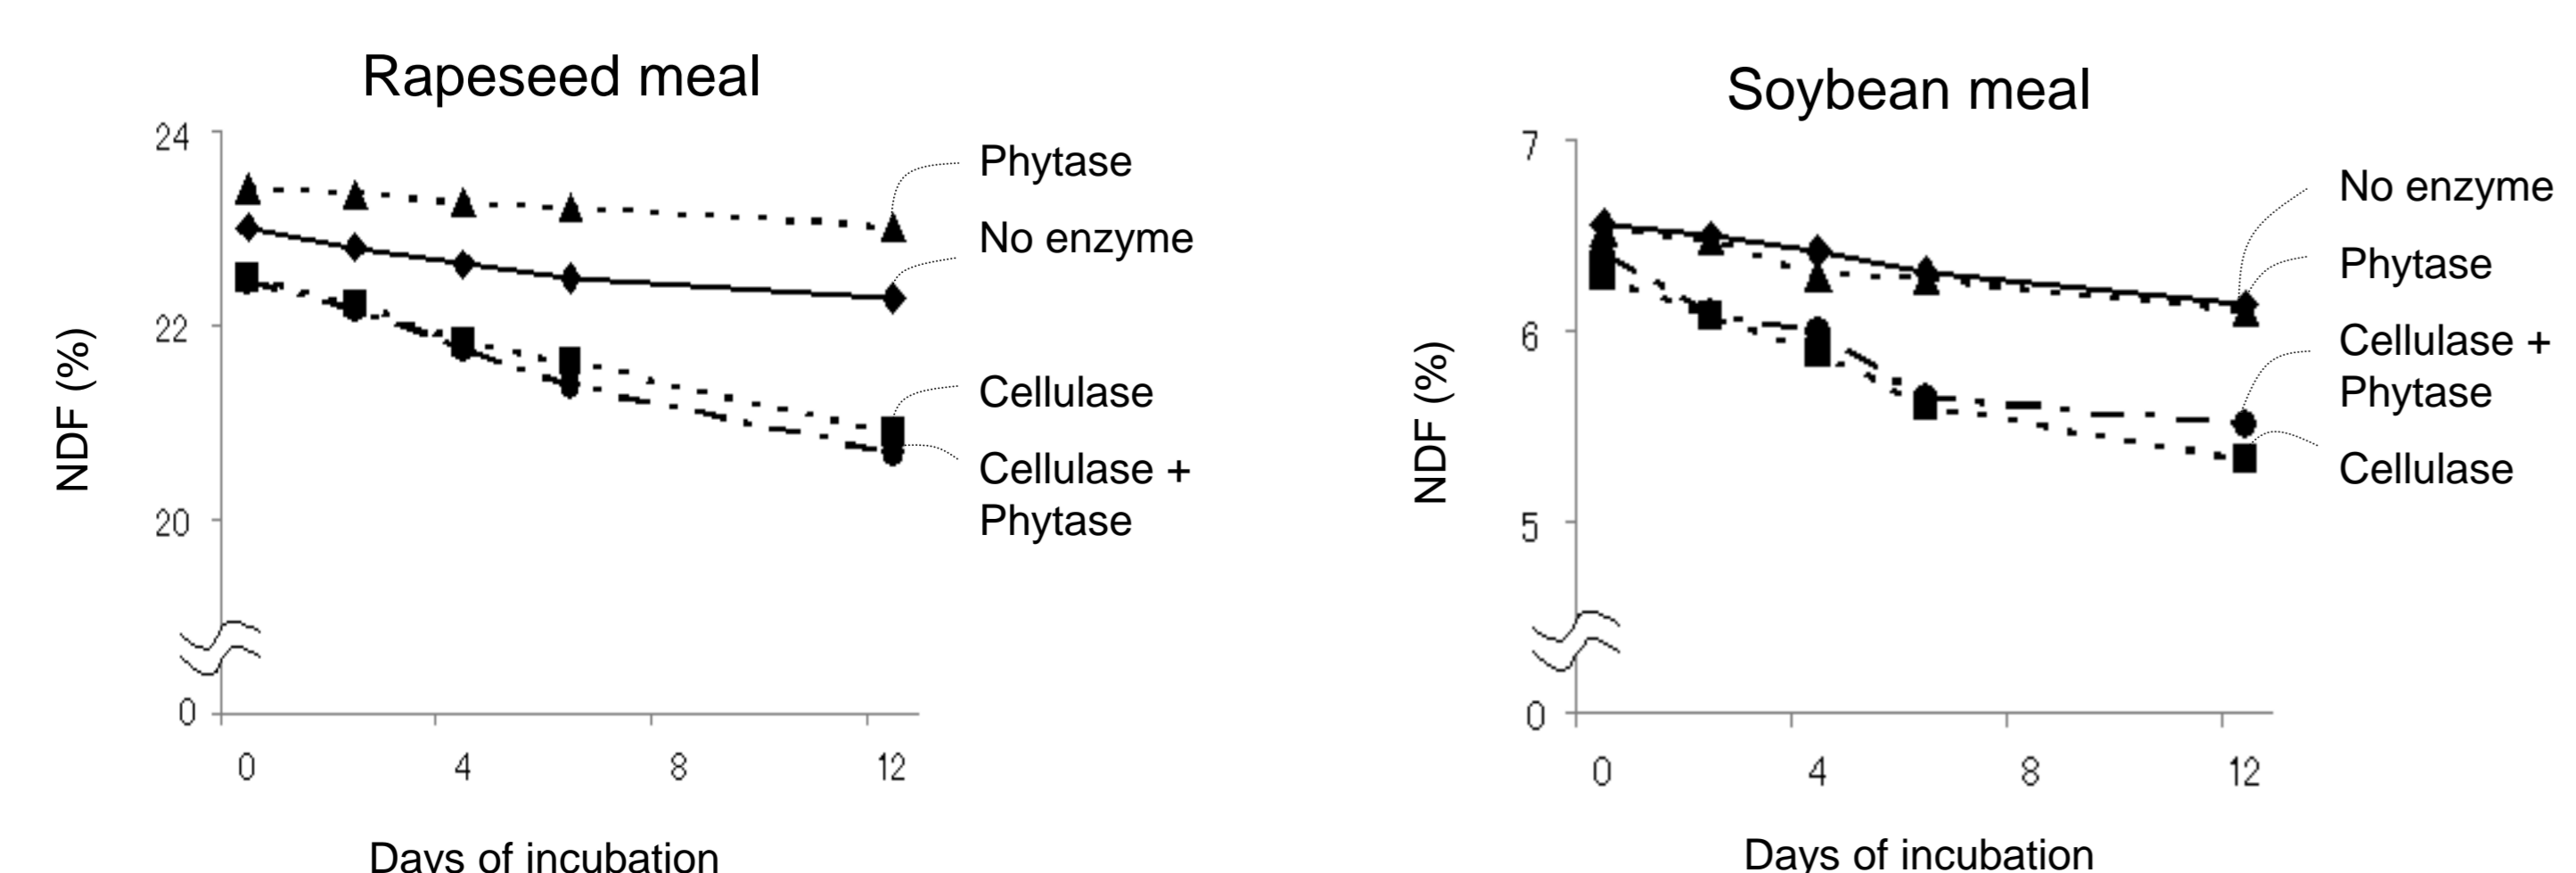 Rapeseed meal
24
22
20
0
NDF (%)
0 4 8 12
Days of incubation
Phytase
No enzyme
Cellulase
Cellulase +
Phytase
Soybean meal
7
6
5
0
NDF (%)
0 4 8 12
Days of incubation
No enzyme
Phytase
Cellulase +
Phytase
Cellulase